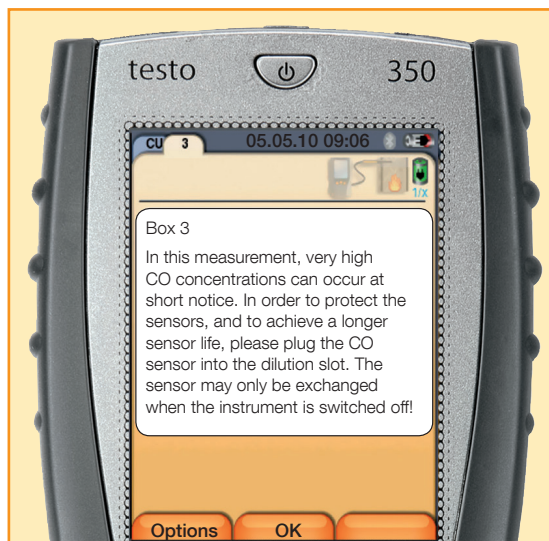 testo 350
CU 3 05.05.10 09:06
1/x
Box 3
In this measurement, very high
CO concentrations can occur at
short notice. In order to protect the
sensors, and to achieve a longer
sensor life, please plug the CO
sensor into the dilution slot. The
sensor may only be exchanged
when the instrument is switched off!
Options OK